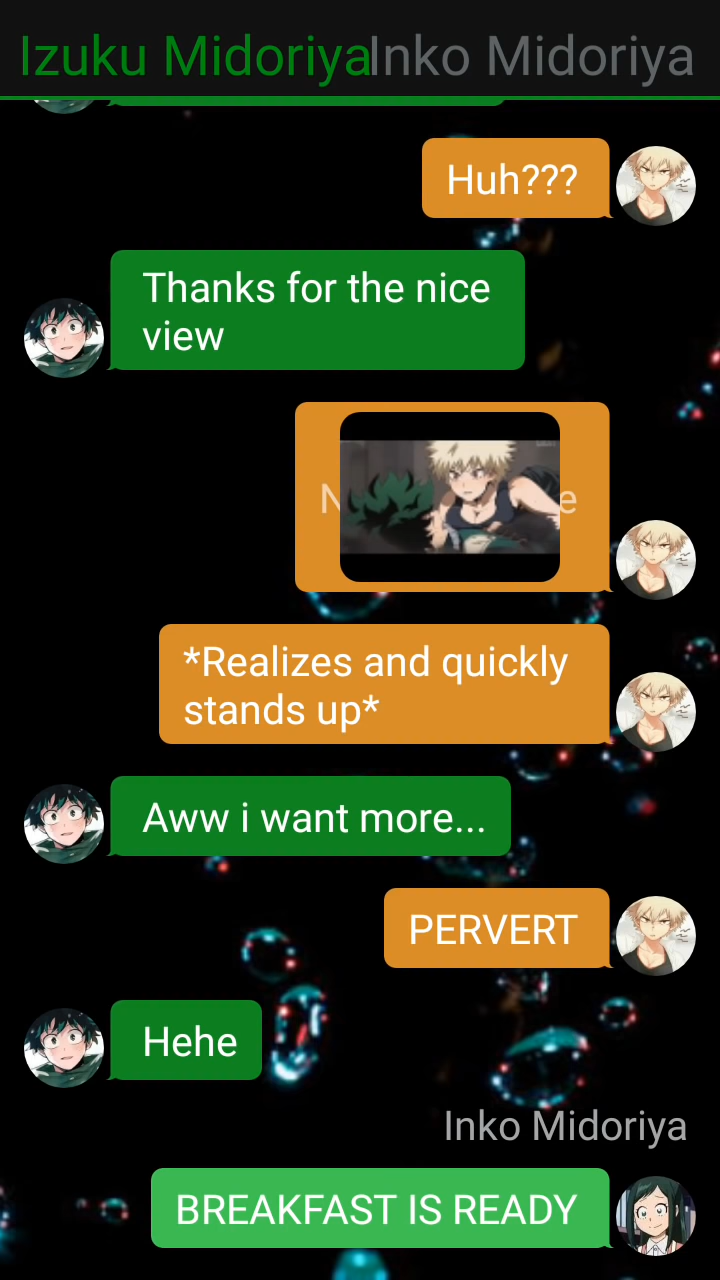 Izuku Midoriya Inko Midoriya
Huh???
Thanks for the nice
view
*Realizes and quickly
stands up*
Aww i want more...
PERVERT
Hehe
Inko Midoriya
BREAKFAST IS READY